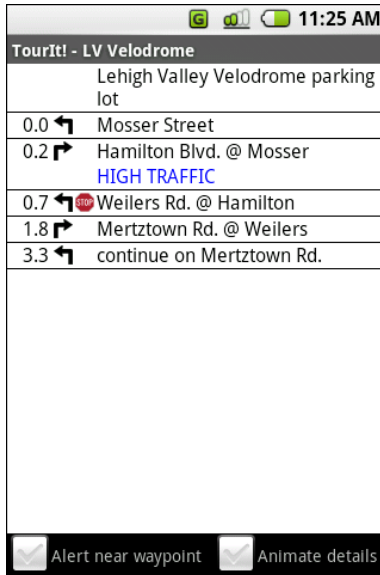 G 11:25 AM
TourIt! - LV Velodrome
Lehigh Valley Velodrome parking
lot
0.0 Mosser Street
0.2 Hamilton Blvd. @ Mosser
HIGH TRAFFIC
0.7 STOP Weilers Rd. @ Hamilton
1.8 Mertztown Rd. @ Weilers
3.3 continue on Mertztown Rd.
Alert near waypoint Animate details